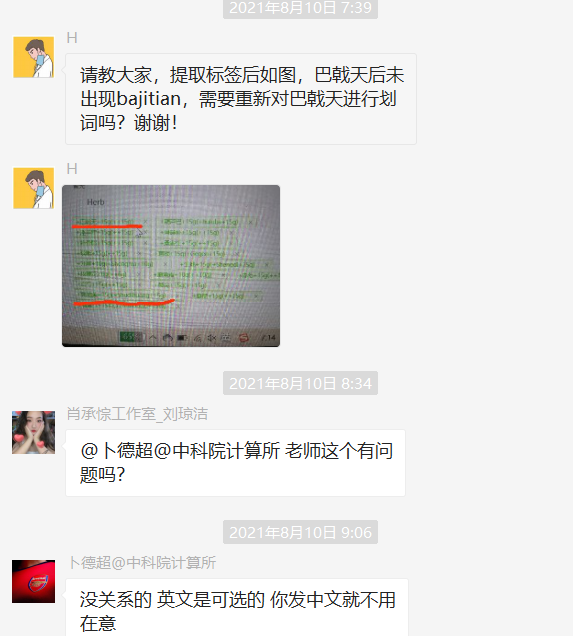 2021年8月10日 7:39
H
请教大家，提取标签后如图，巴戟天后未
出现bajitian，需要重新对巴戟天进行划
词吗？谢谢！
H
Herb
2021年8月10日 8:34
肖承悰工作室_刘琼洁
@卜德超@中科院计算所 老师这个有问
题吗？
2021年8月10日 9:06
卜德超@中科院计算所
没关系的 英文是可选的 你发中文就不用
在意